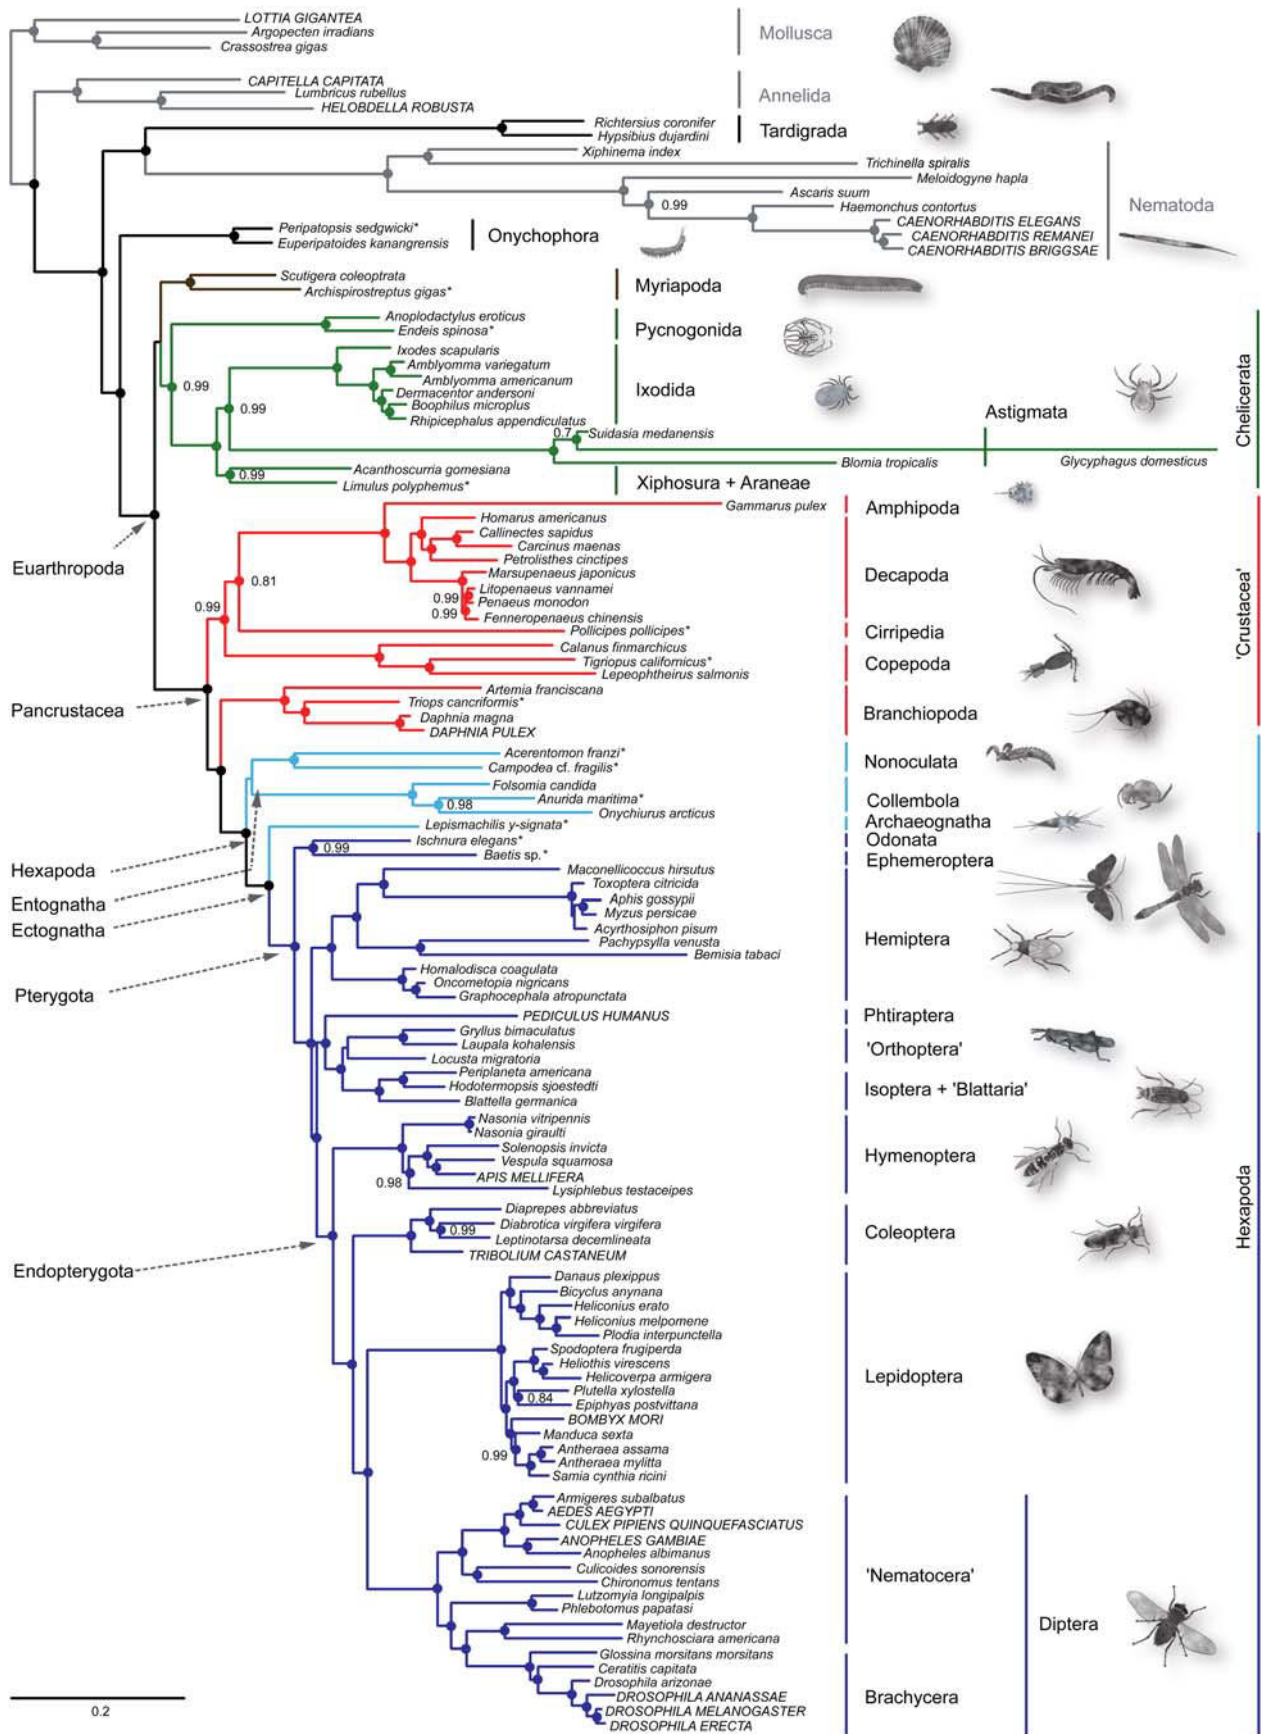 LOTTIA GIGANTEA
Argopecten irradians
Crassostrea gigas
Mollusca
CAPITELLA CAPITATA
Lumbricus rubellus
HELOBDELLA ROBUSTA
Annelida
Richtersius coronifer
Hypsibius dujardini
Tardigrada
Xiphinema index
Trichinella spiralis
Meloidogyne hapla
Ascaris suum
0.99
Haemonchus contortus
CAENORHABDITIS ELEGANS
CAENORHABDITIS REMANEI
CAENORHABDITIS BRIGGSAE
Nematoda
Peripatopsis sedgwicki*
Euperipatoides kanangrensis
Onychophora
Scutigera coleoptrata
Archispirostreptus gigas*
Myriapoda
Anoplodactylus eroticus
Endeis spinosa*
Pycnogonida
0.99
Ixodes scapularis
Amblyomma variegatum
Amblyomma americanum
Dermacentor andersoni
Boophilus microplus
Rhipicephalus appendiculatus
Ixodida
0.99
0.7
Suidasia medanensis
Astigmata
Blomia tropicalis
Glycyphagus domesticus
Acanthoscurria gomesiana
0.99
Limulus polyphemus*
Xiphosura + Araneae
Chelicerata
Euarthropoda
Gammarus pulex
Amphipoda
Homarus americanus
Callinectes sapidus
Carcinus maenas
Petrolisthes cinctipes
Marsupenaeus japonicus
Litopenaeus vannamei
0.99
Penaeus monodon
0.99
Fenneropenaeus chinensis
Decapoda
0.81
0.99
Pollicipes pollicipes*
Cirripedia
Calanus finmarchicus
Tigriopus californicus*
Lepeophtheirus salmonis
Copepoda
Pancrustacea
Artemia franciscana
Triops cancriformis*
Daphnia magna
DAPHNIA PULEX
Branchiopoda
'Crustacea'
Acerentomon franzi*
Campodea cf. fragilis*
Nonoculata
Folsomia candida
Anurida maritima*
0.98
Onychiurus arcticus
Collembola
Lepismachilis y-signata*
Archaeognatha
Ischnura elegans*
Odonata
0.99
Baetis sp.*
Ephemeroptera
Hexapoda
Entognatha
Ectognatha
Pterygota
Maconellicoccus hirsutus
Toxoptera citricida
Aphis gossypii
Myzus persicae
Acyrthosiphon pisum
Pachypsylla venusta
Bemisia tabaci
Homalodisca coagulata
Oncometopia nigricans
Graphocephala atropunctata
Hemiptera
PEDICULUS HUMANUS
Phtiraptera
Gryllus bimaculatus
Laupala kohalensis
Locusta migratoria
'Orthoptera'
Periplaneta americana
Hodotermopsis sjoestedti
Blattella germanica
Isoptera + 'Blattaria'
Nasonia vitripennis
Nasonia giraulti
Solenopsis invicta
Vespula squamosa
APIS MELLIFERA
0.98
Lysiphlebus testaceipes
Hymenoptera
Diaprepes abbreviatus
Diabrotica virgifera virgifera
0.99
Leptinotarsa decemlineata
TRIBOLIUM CASTANEUM
Coleoptera
Hexapoda
Endopterygota
Danaus plexippus
Bicyclus anynana
Heliconius erato
Heliconius melpomene
Plodia interpunctella
Spodoptera frugiperda
Heliothis virescens
Helicoverpa armigera
Plutella xylostella
0.84
Epiphyas postvittana
BOMBYX MORI
Manduca sexta
0.99
Antheraea assama
Antheraea mylitta
Samia cynthia ricini
Lepidoptera
Armigeres subalbatus
AEDES AEGYPTI
CULEX PIPIENS QUINQUEFASCIATUS
ANOPHELES GAMBIAE
Anopheles albimanus
Culicoides sonorensis
Chironomus tentans
Lutzomyia longipalpis
Phlebotomus papatasi
Mayetiola destructor
Rhynchosciara americana
'Nematocera'
Diptera
Glossina morsitans morsitans
Ceratitis capitata
Drosophila arizonae
DROSOPHILA ANANASSAE
DROSOPHILA MELANOGASTER
DROSOPHILA ERECTA
Brachycera
0.2